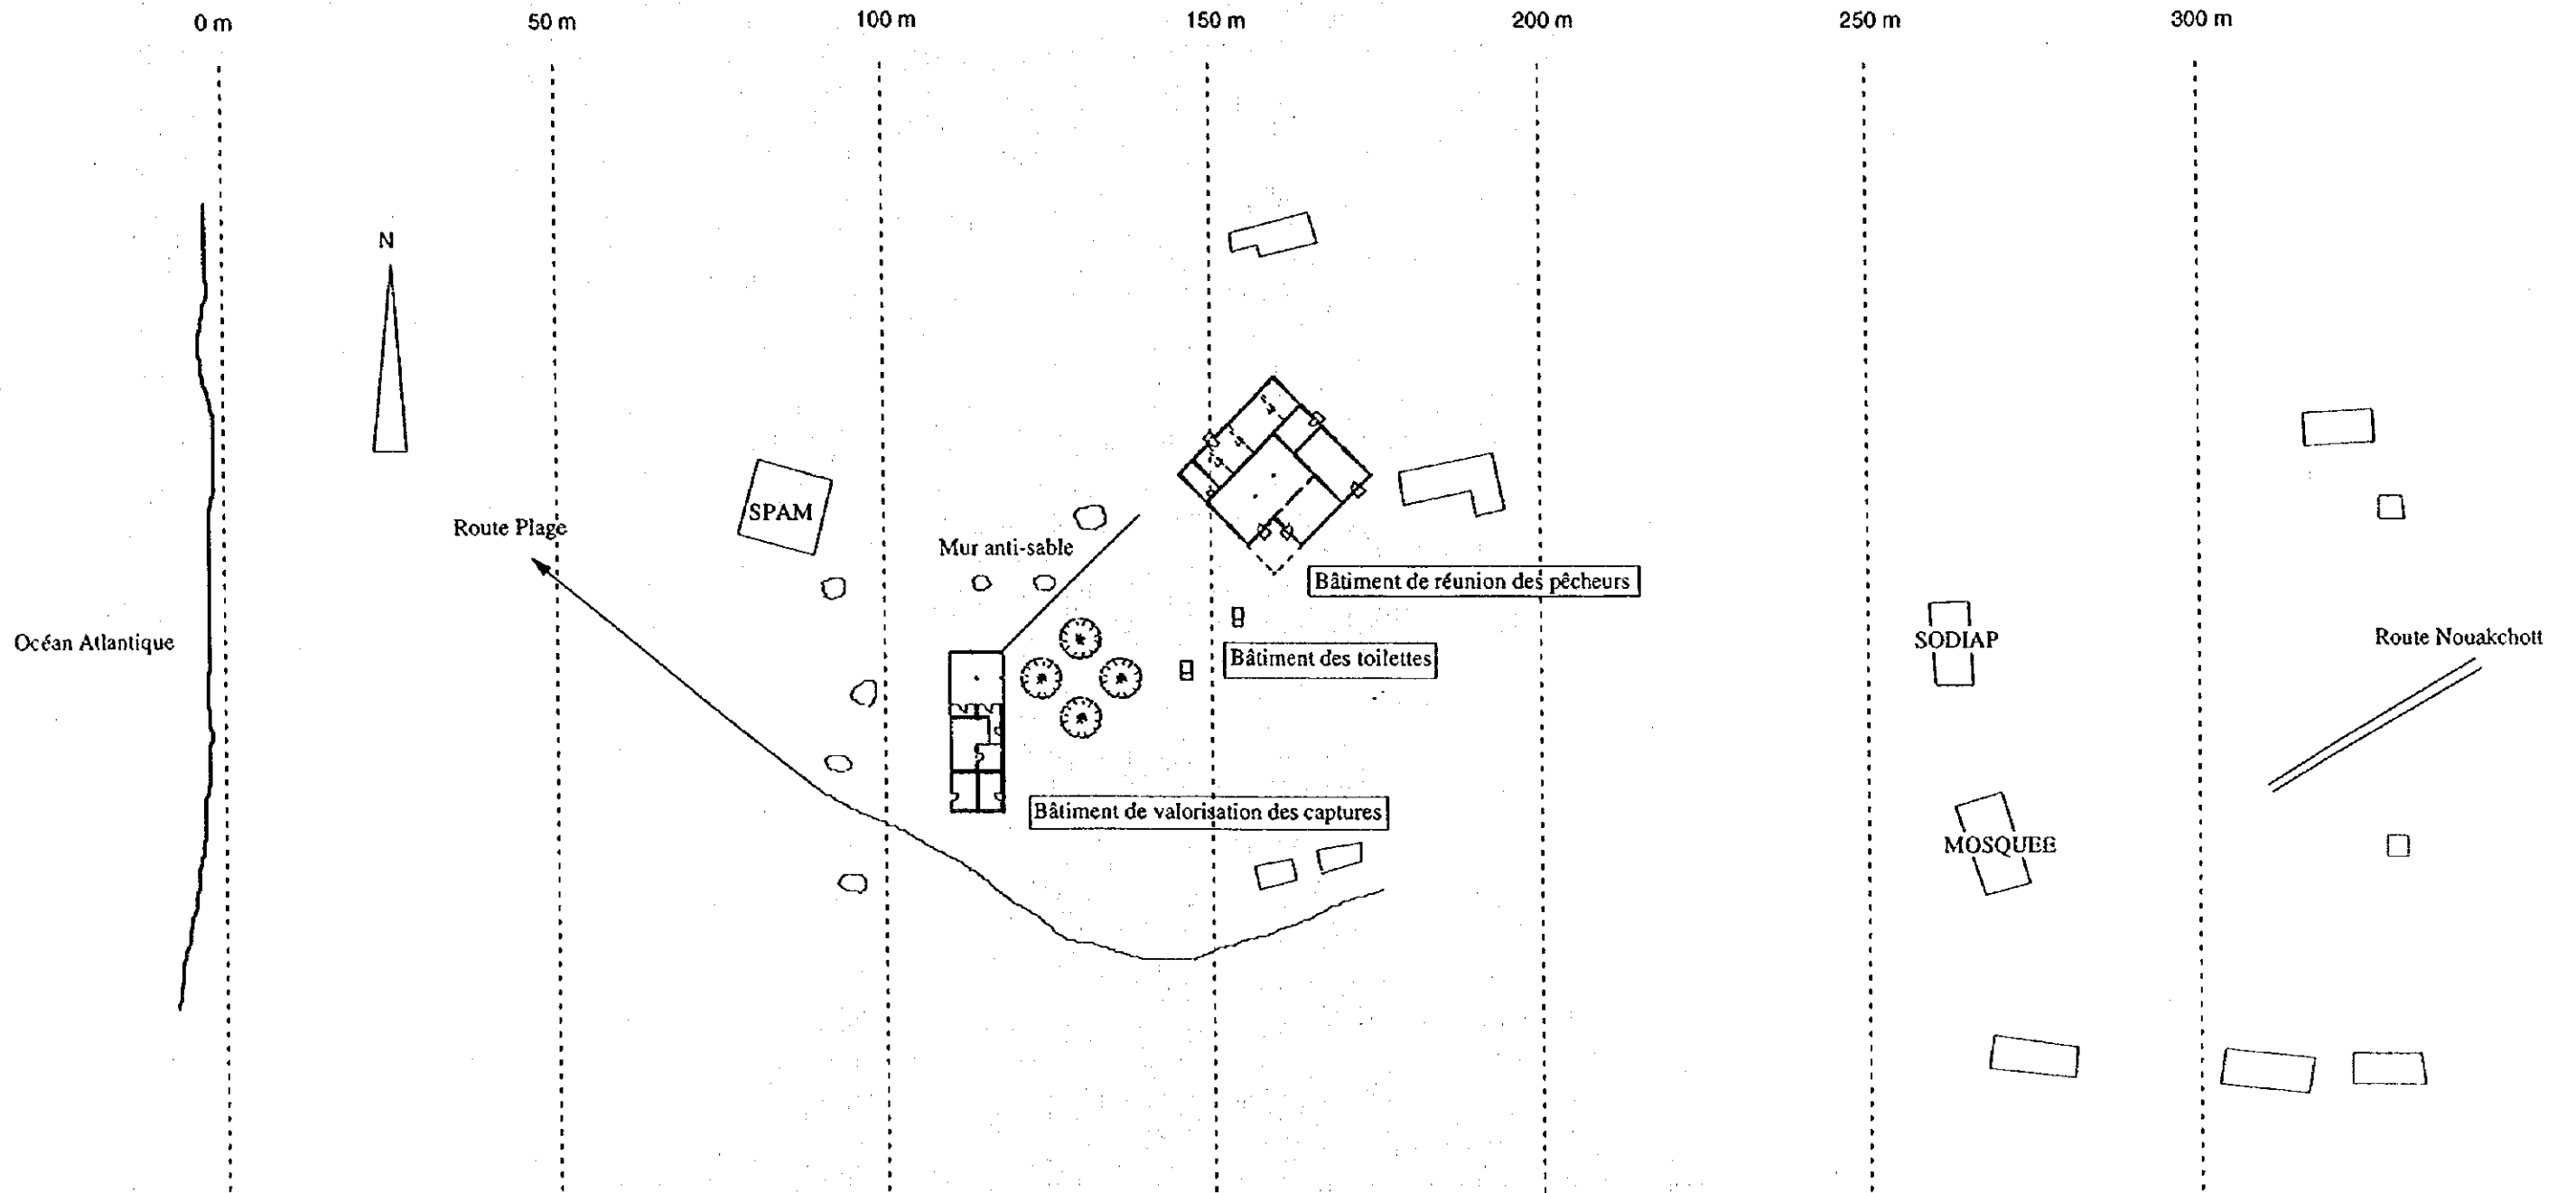 0 m
50 m
100 m
150 m
200 m
250 m
300 m
N
SPAM
Route Plage
Mur anti-sable
Bâtiment de réunion des pêcheurs
Océan Atlantique
SODIAP
Route Nouakchott
Bâtiment des toilettes
Bâtiment de valorisation des captures
MOSQUEE